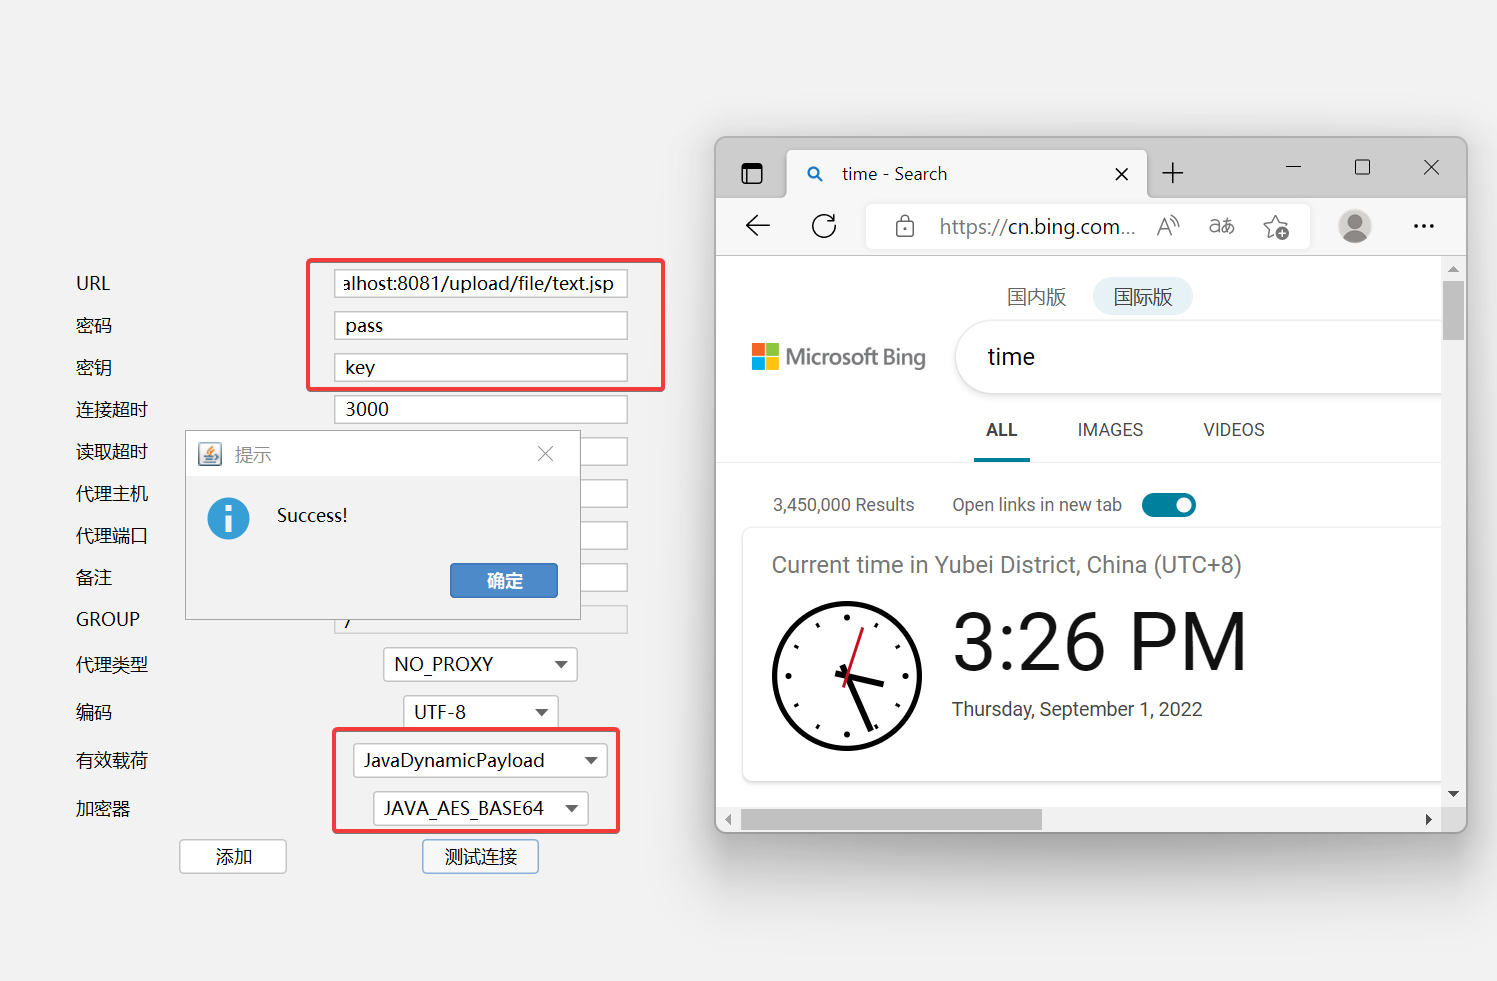 URL
alhost:8081/upload/file/text.jsp
密码
pass
密钥
key
连接超时
3000
读取超时
代理主机
代理端口
备注
GROUP
/
提示
Success!
确定
代理类型
NO_PROXY
编码
UTF-8
有效载荷
JavaDynamicPayload
加密器
JAVA_AES_BASE64
添加
测试连接
time - Search
https://cn.bing.com...
国内版
国际版
Microsoft Bing
time
ALL
IMAGES
VIDEOS
3,450,000 Results
Open links in new tab
Current time in Yubei District, China (UTC+8)
3:26 PM
Thursday, September 1, 2022